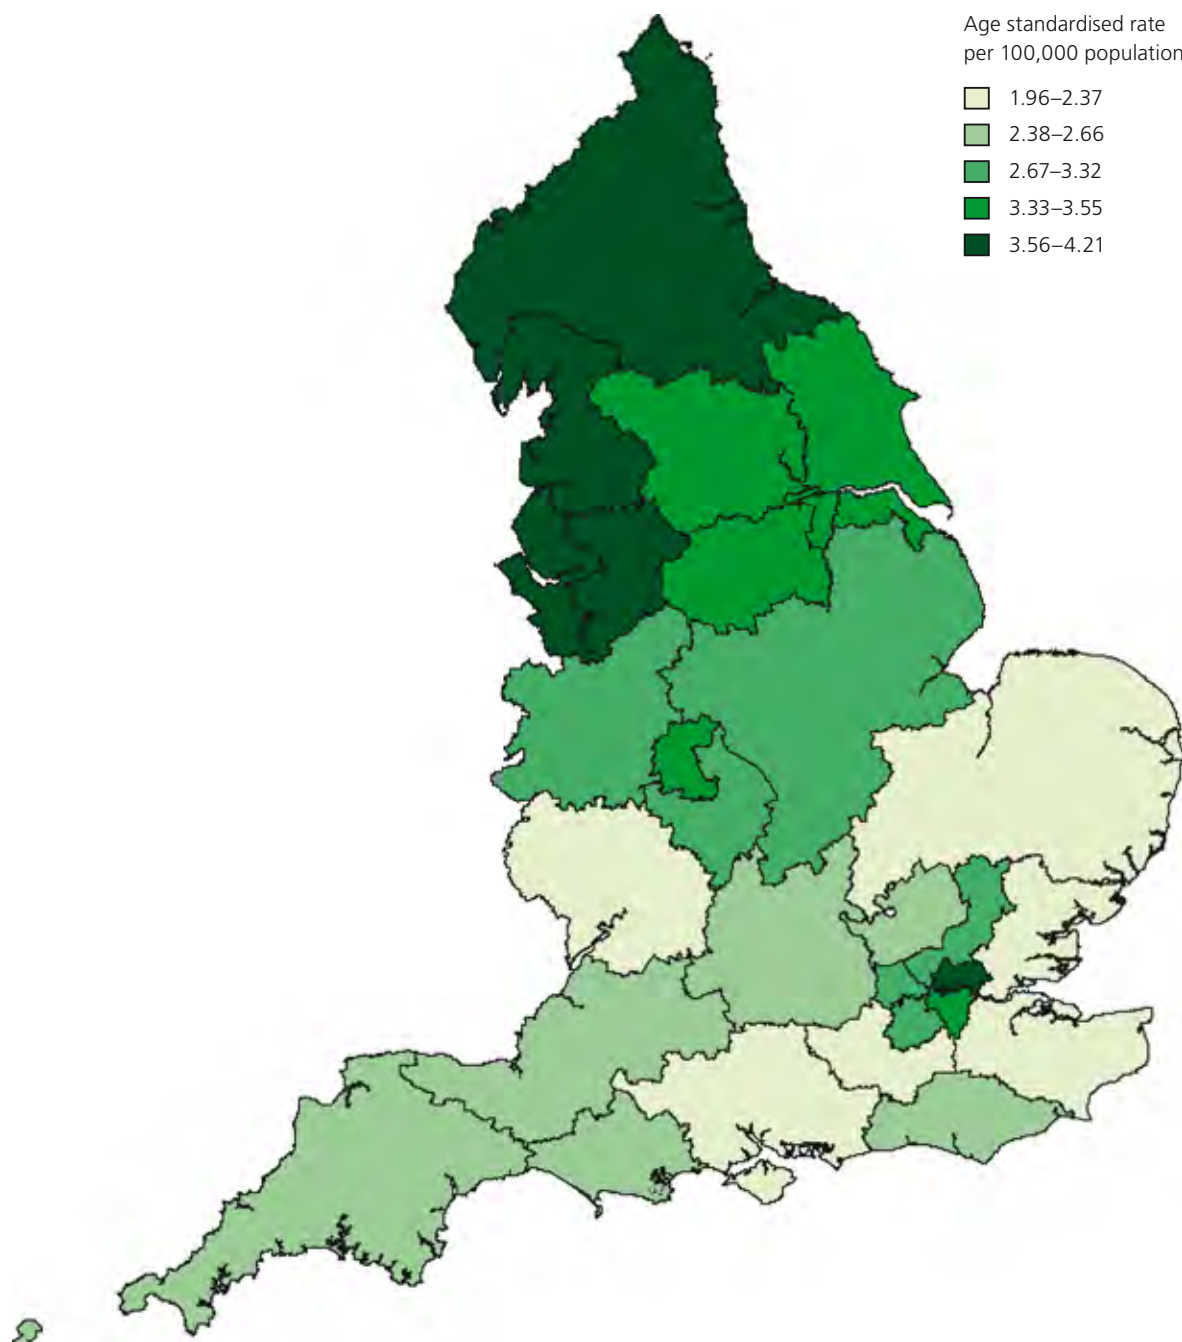 Age standardised rate
per 100,000 population
1.96–2.37
2.38–2.66
2.67–3.32
3.33–3.55
3.56–4.21